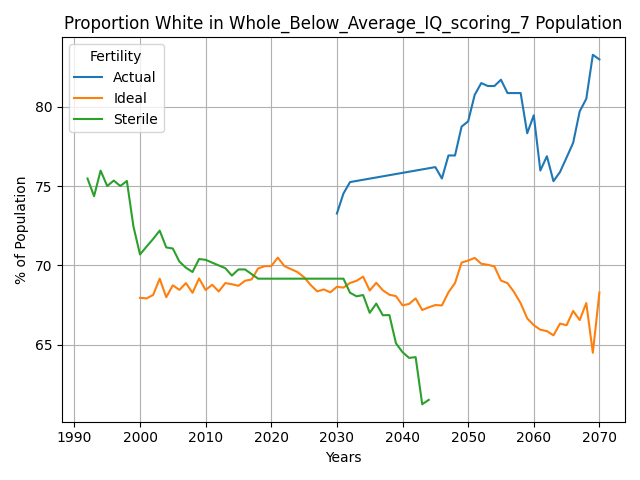 Proportion White in Whole_Below_Average_IQ_scoring_7 Population
Fertility
Actual
Ideal
Sterile
80
75
70
65
% of Population
1990 2000 2010 2020 2030 2040 2050 2060 2070
Years